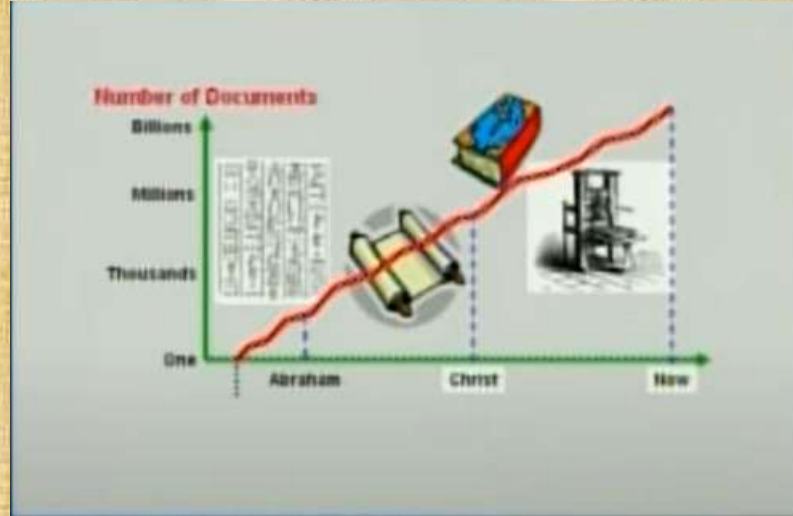 Number of Documents
Billions
Millions
Thousands
One
Abraham
Christ
Now